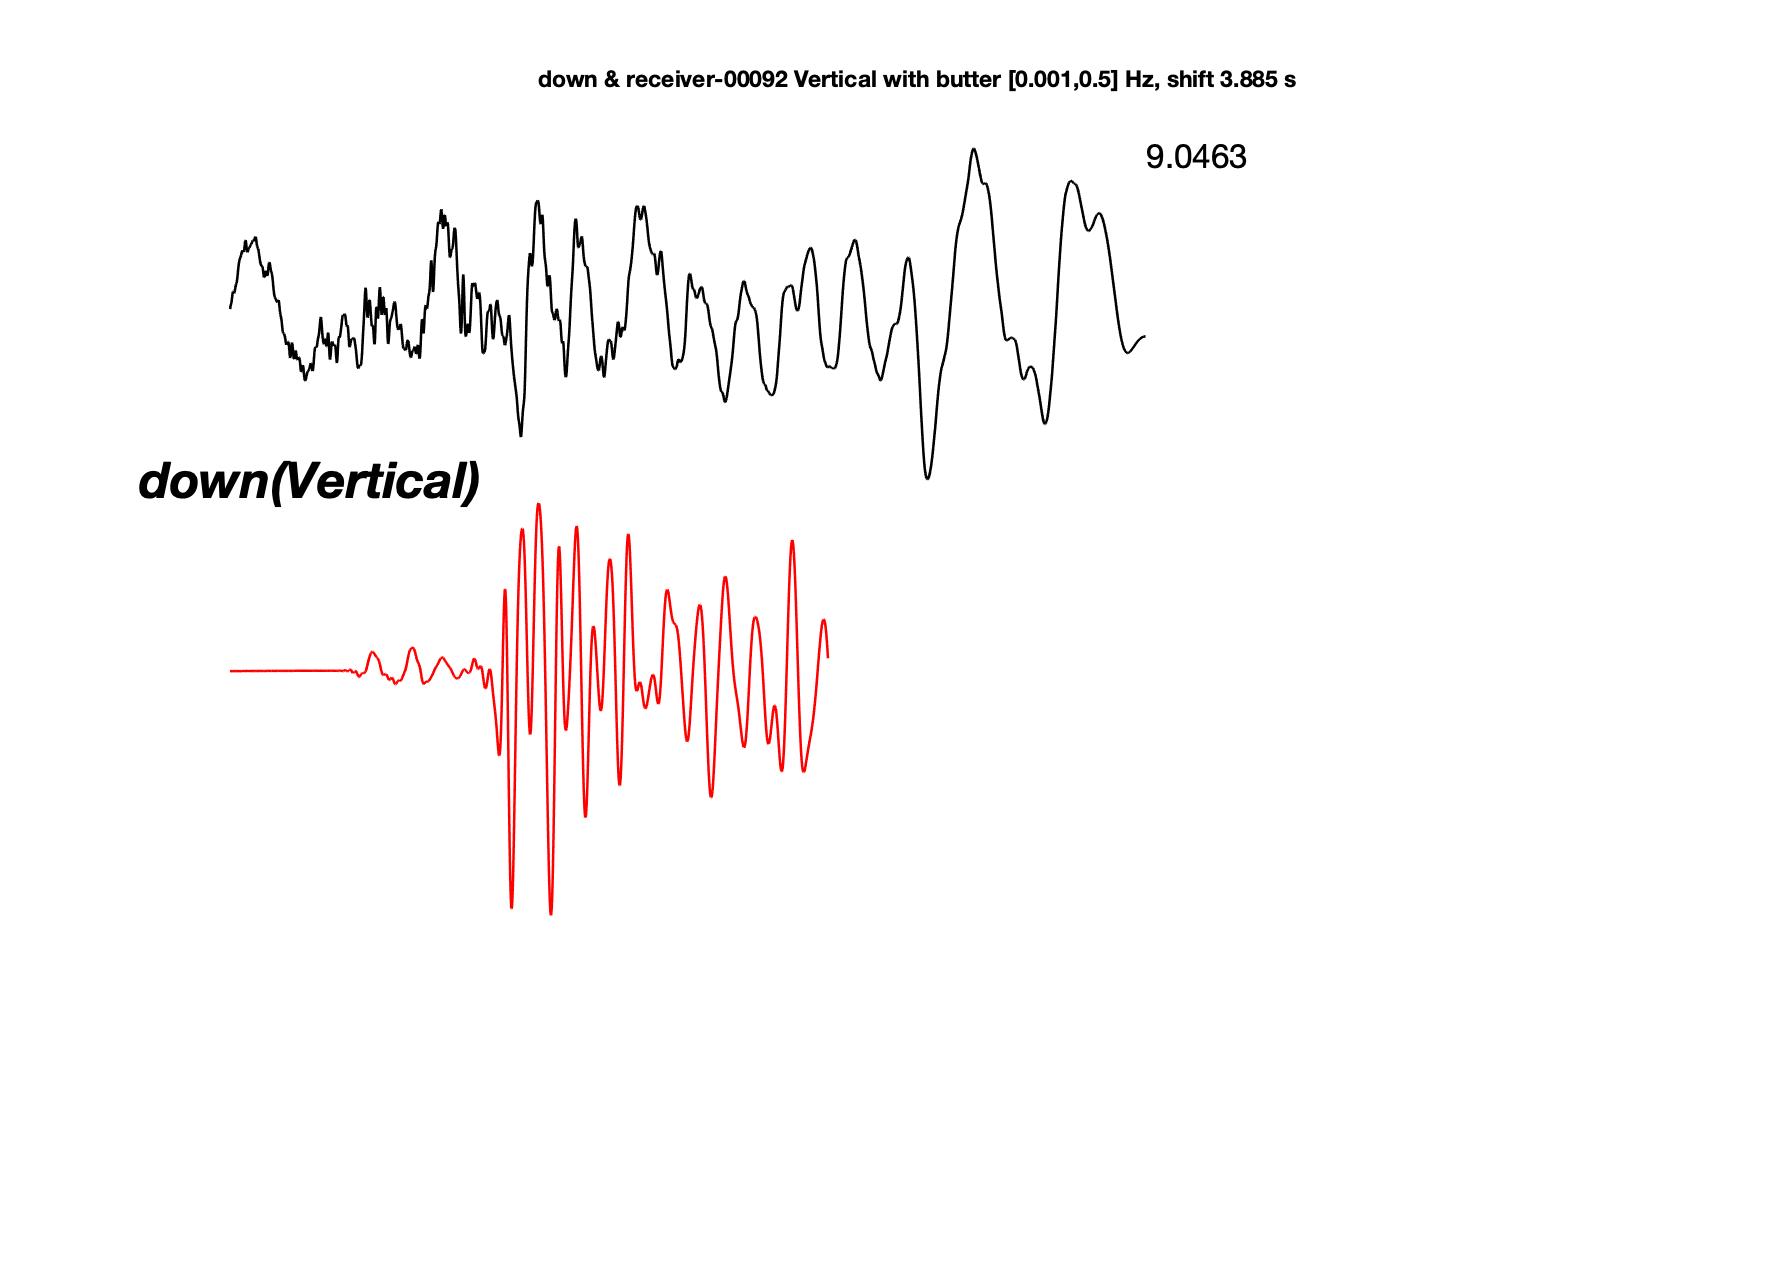 down & receiver-00092 Vertical with butter [0.001,0.5] Hz, shift 3.885 s
9.0463
down(Vertical)